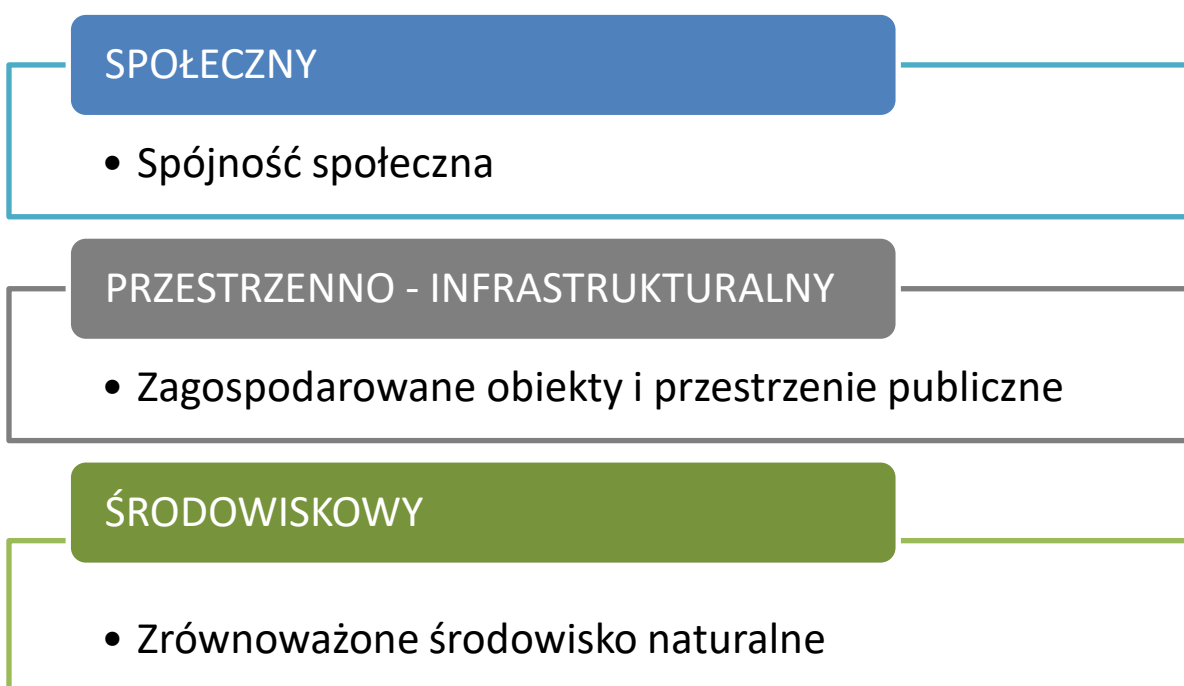 SPOŁECZNY
• Spójność społeczna
PRZESTRZENNO - INFRASTRUKTURALNY
• Zagospodarowane obiekty i przestrzenie publiczne
ŚRODOWISKOWY
• Zrównoważone środowisko naturalne